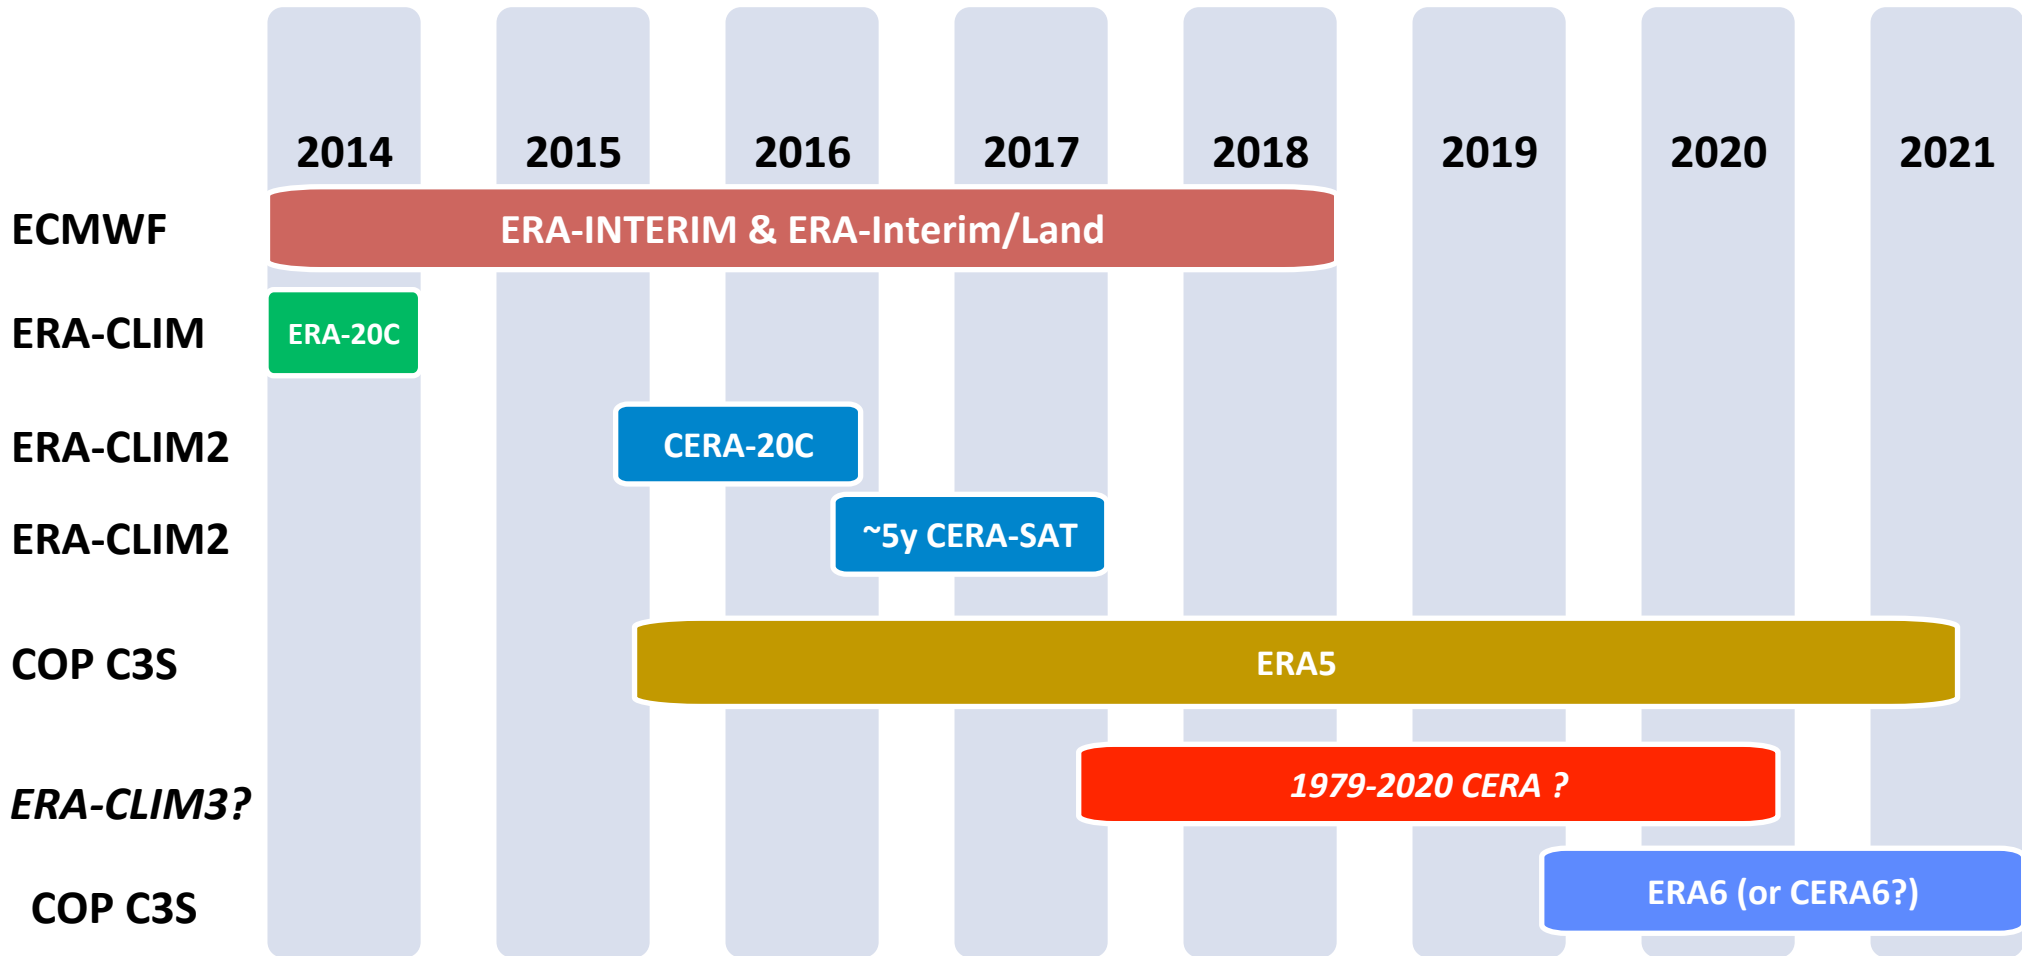 2014 2015 2016 2017 2018 2019 2020 2021
ECMWF ERA-INTERIM & ERA-Interim/Land
ERA-CLIM ERA-20C
ERA-CLIM2 CERA-20C
ERA-CLIM2 ~5y CERA-SAT
COP C3S ERA5
ERA-CLIM3? 1979-2020 CERA ?
COP C3S ERA6 (or CERA6?)